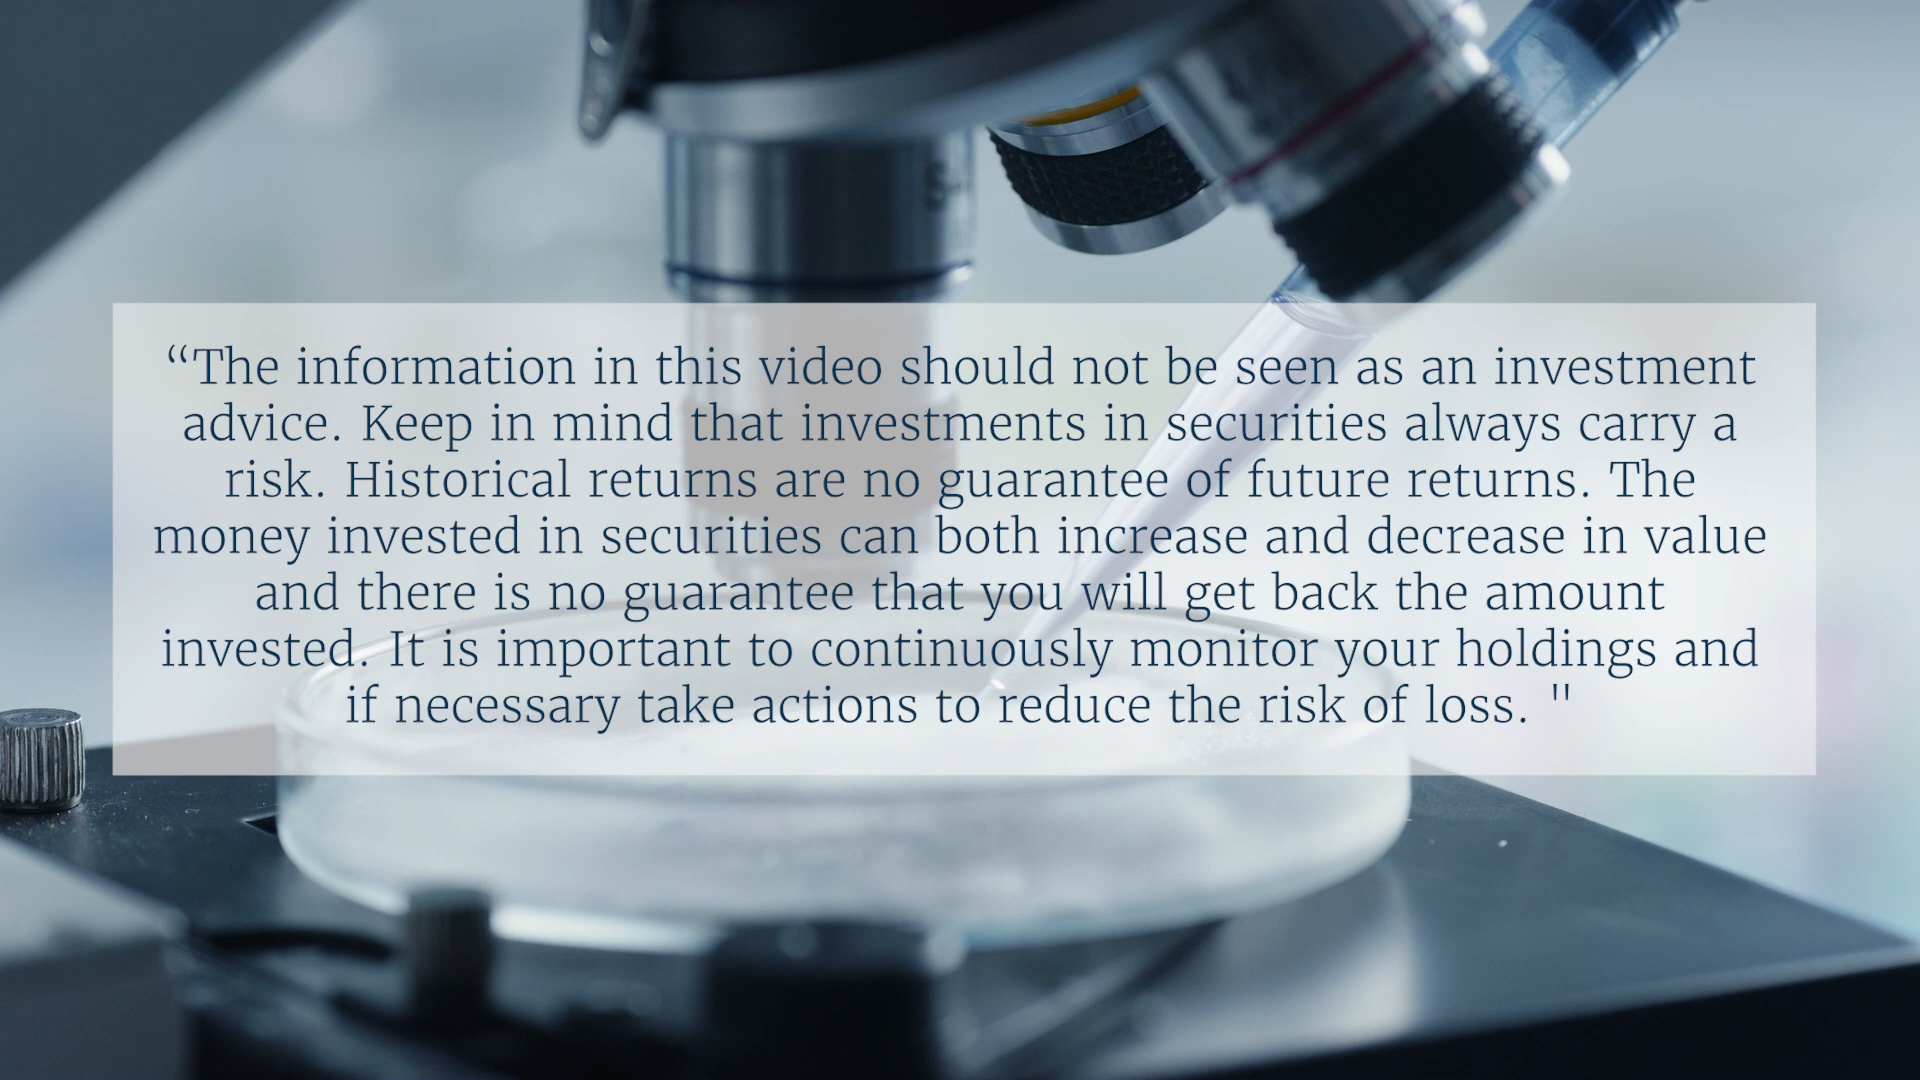 “The information in this video should not be seen as an investment
advice. Keep in mind that investments in securities always carry a
risk. Historical returns are no guarantee of future returns. The
money invested in securities can both increase and decrease in value
and there is no guarantee that you will get back the amount
invested. It is important to continuously monitor your holdings and
if necessary take actions to reduce the risk of loss. "